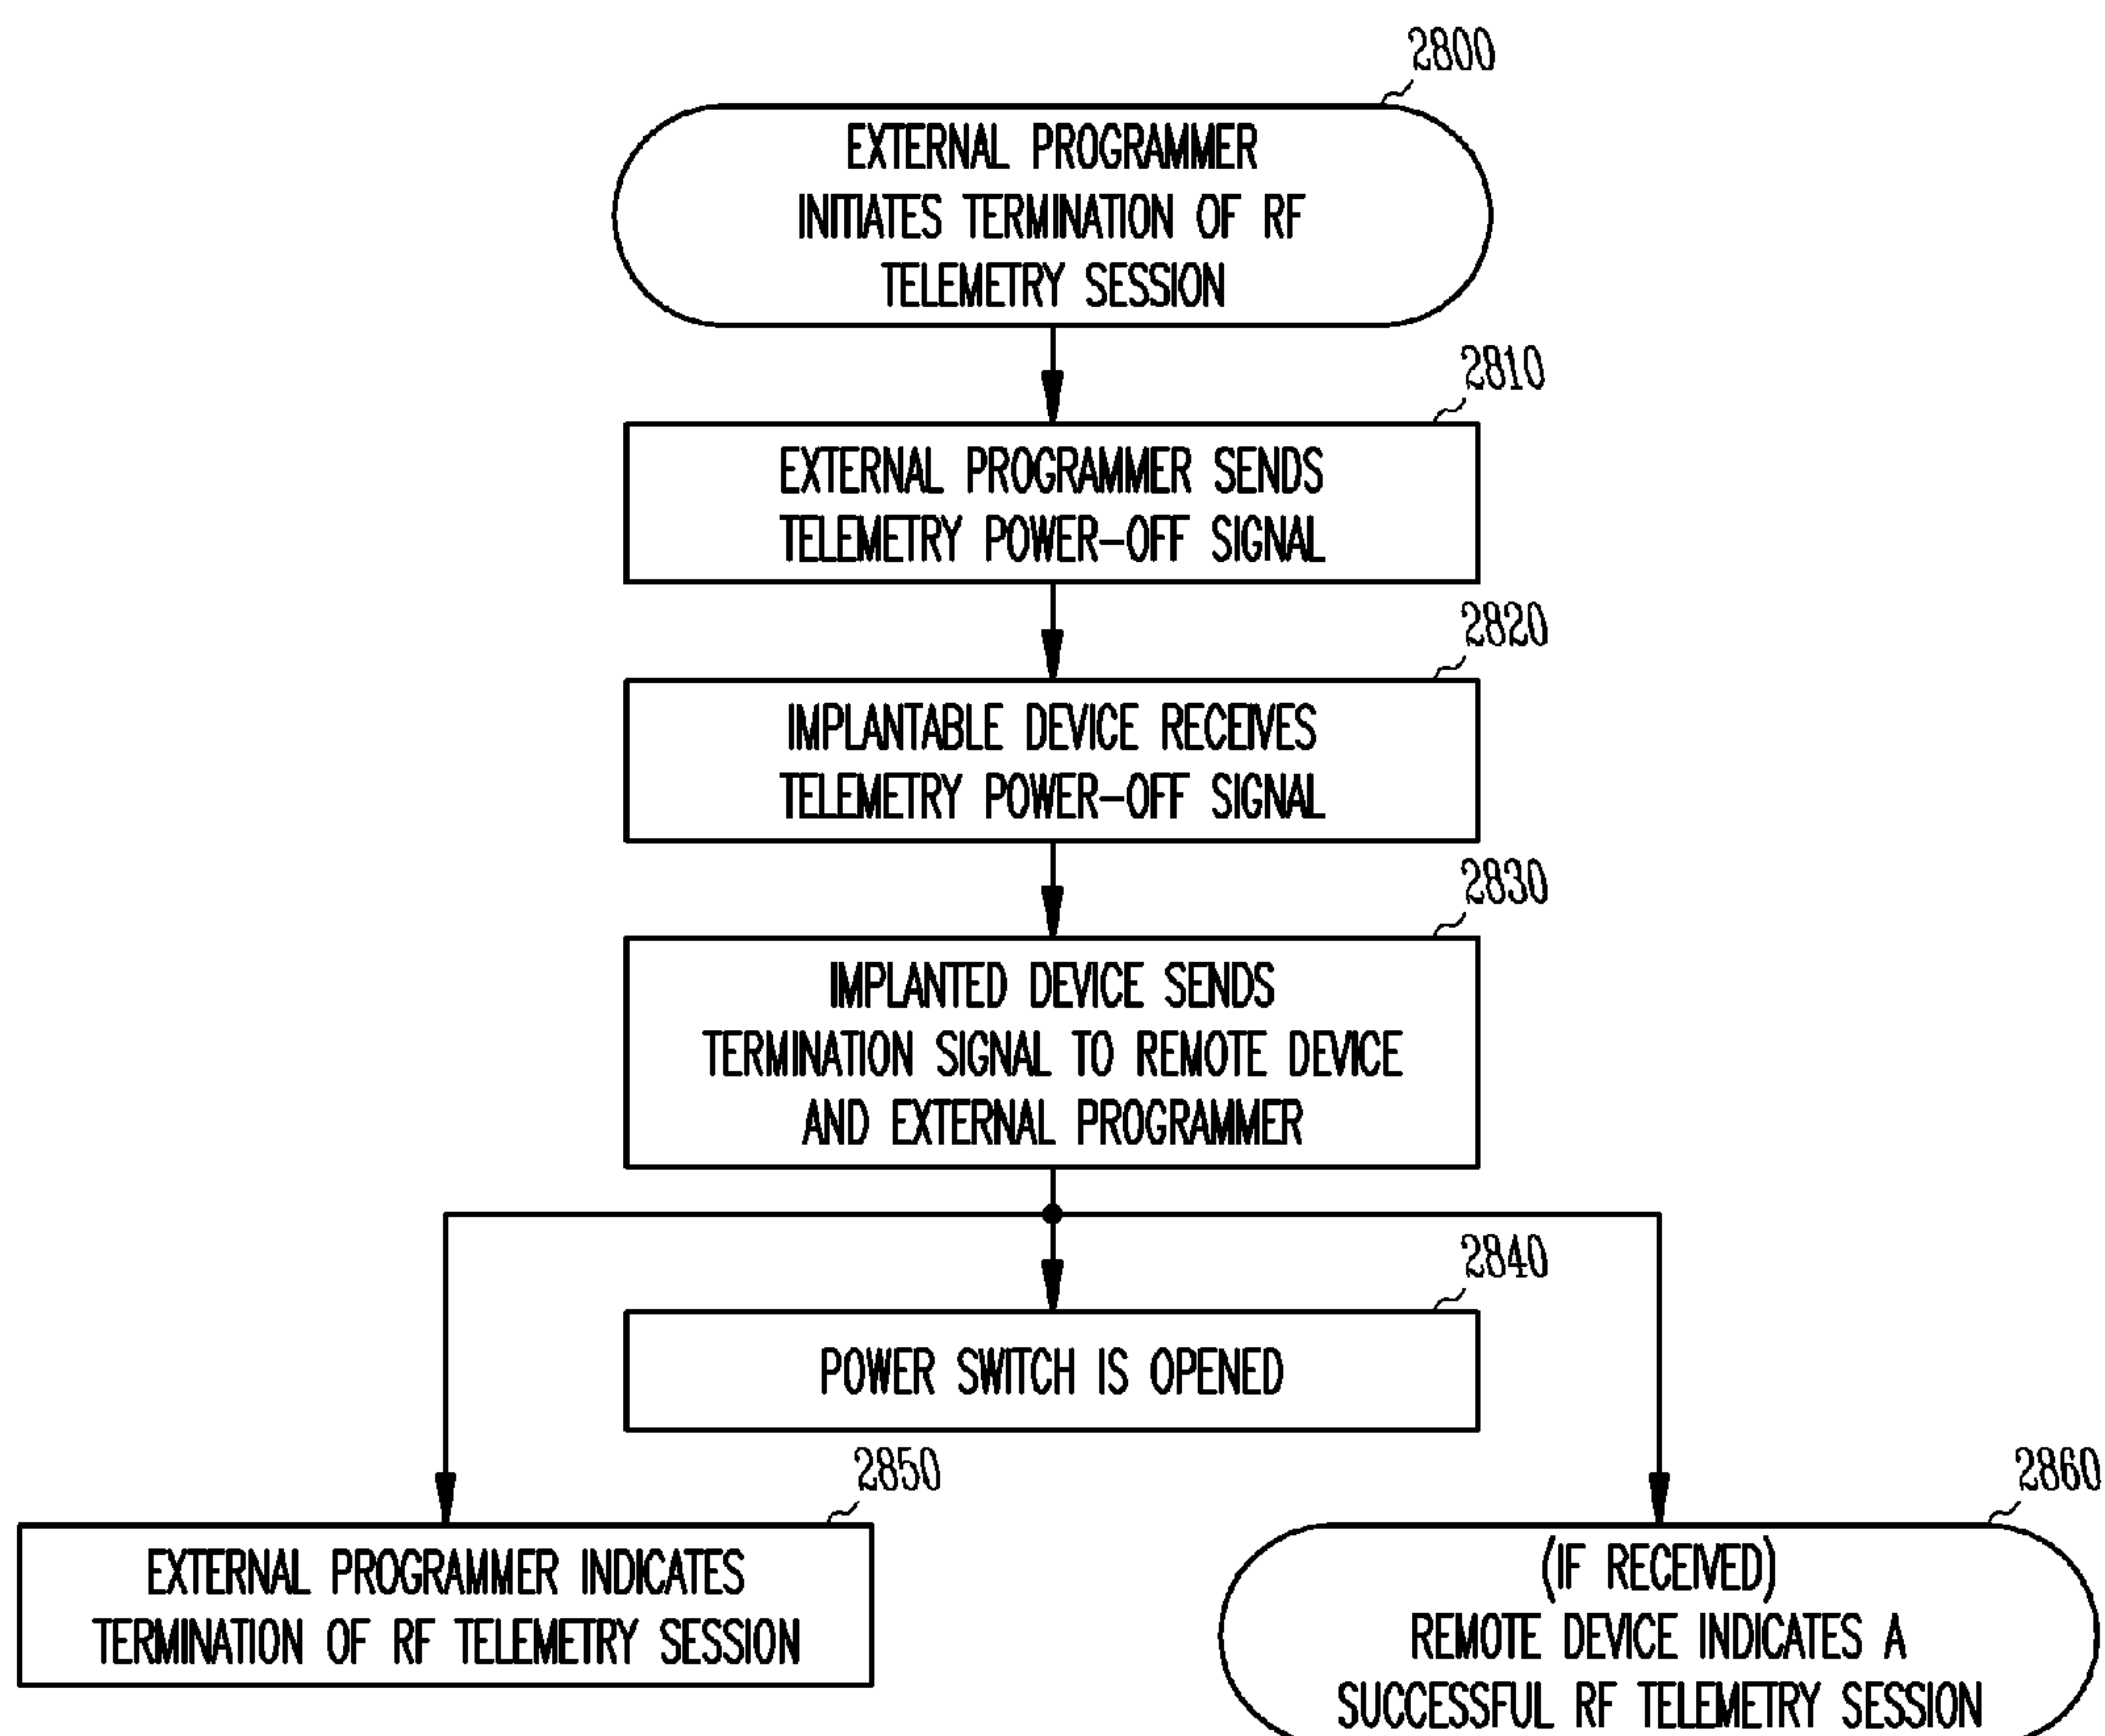 2800
EXTERNAL PROGRAMMER
INITIATES TERMINATION OF RF
TELEMETRY SESSION
2810
EXTERNAL PROGRAMMER SENDS
TELEMETRY POWER-OFF SIGNAL
2820
IMPLANTABLE DEVICE RECEIVES
TELEMETRY POWER-OFF SIGNAL
2830
IMPLANTED DEVICE SENDS
TERMINATION SIGNAL TO REMOTE DEVICE
AND EXTERNAL PROGRAMMER
2840
POWER SWITCH IS OPENED
2850
EXTERNAL PROGRAMMER INDICATES
TERMINATION OF RF TELEMETRY SESSION
2860
(IF RECEIVED)
REMOTE DEVICE INDICATES A
SUCCESSFUL RF TELEMETRY SESSION